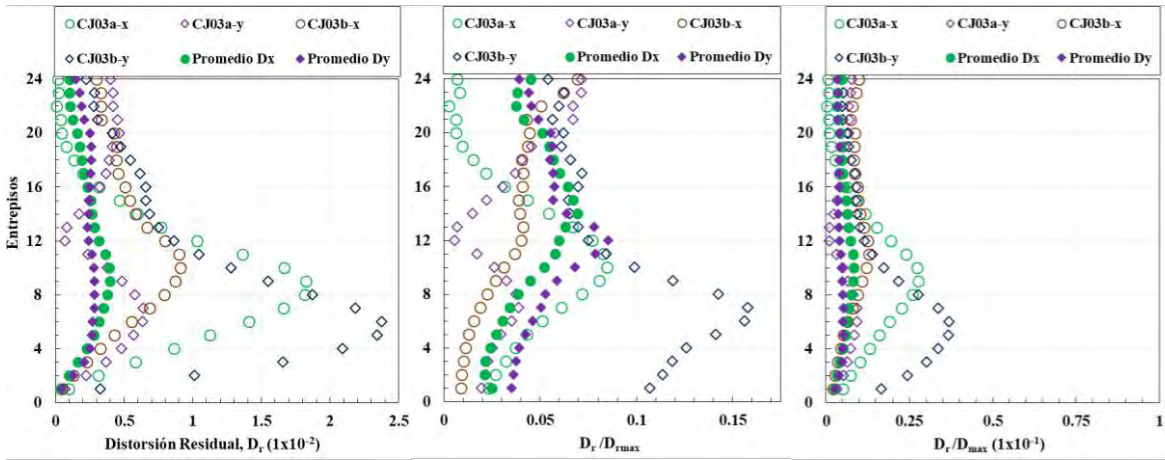 CJ03a-x CJ03a-y CJ03b-x
CJ03b-y Promedio Dx Promedio Dy
24
20
16
12
8
4
0
Entrepisos
0 0.5 1 1.5 2 2.5
Distorsión Residual, Dr (1x10-2)
CJ03a-x CJ03a-y CJ03b-x
CJ03b-y Promedio Dx Promedio Dy
24
20
16
12
8
4
0
0 0.05 0.1 0.15
Dr /Drmax
CJ03a-x CJ03a-y CJ03b-x
CJ03b-y Promedio Dx Promedio Dy
24
20
16
12
8
4
0
0 0.25 0.5 0.75 1
Dr/Dmax (1x10-1)